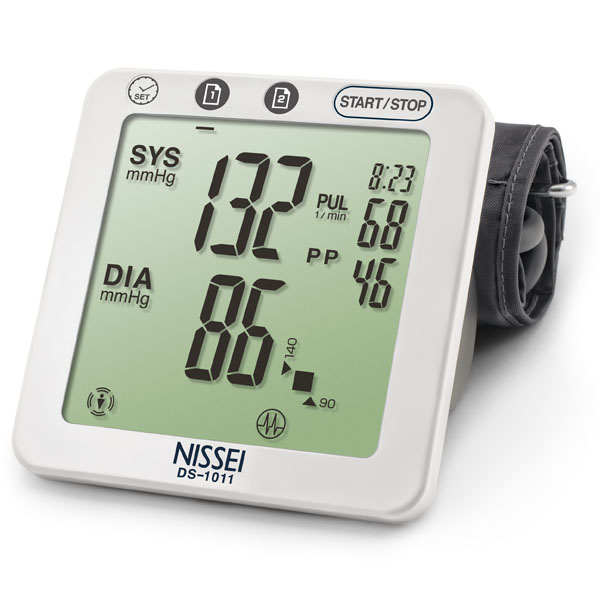 SET
1
2
START/STOP
SYS
mmHg
132
8:23
PUL
1/min
68
PP
46
DIA
mmHg
86
140
90
NISSEI
DS-1011